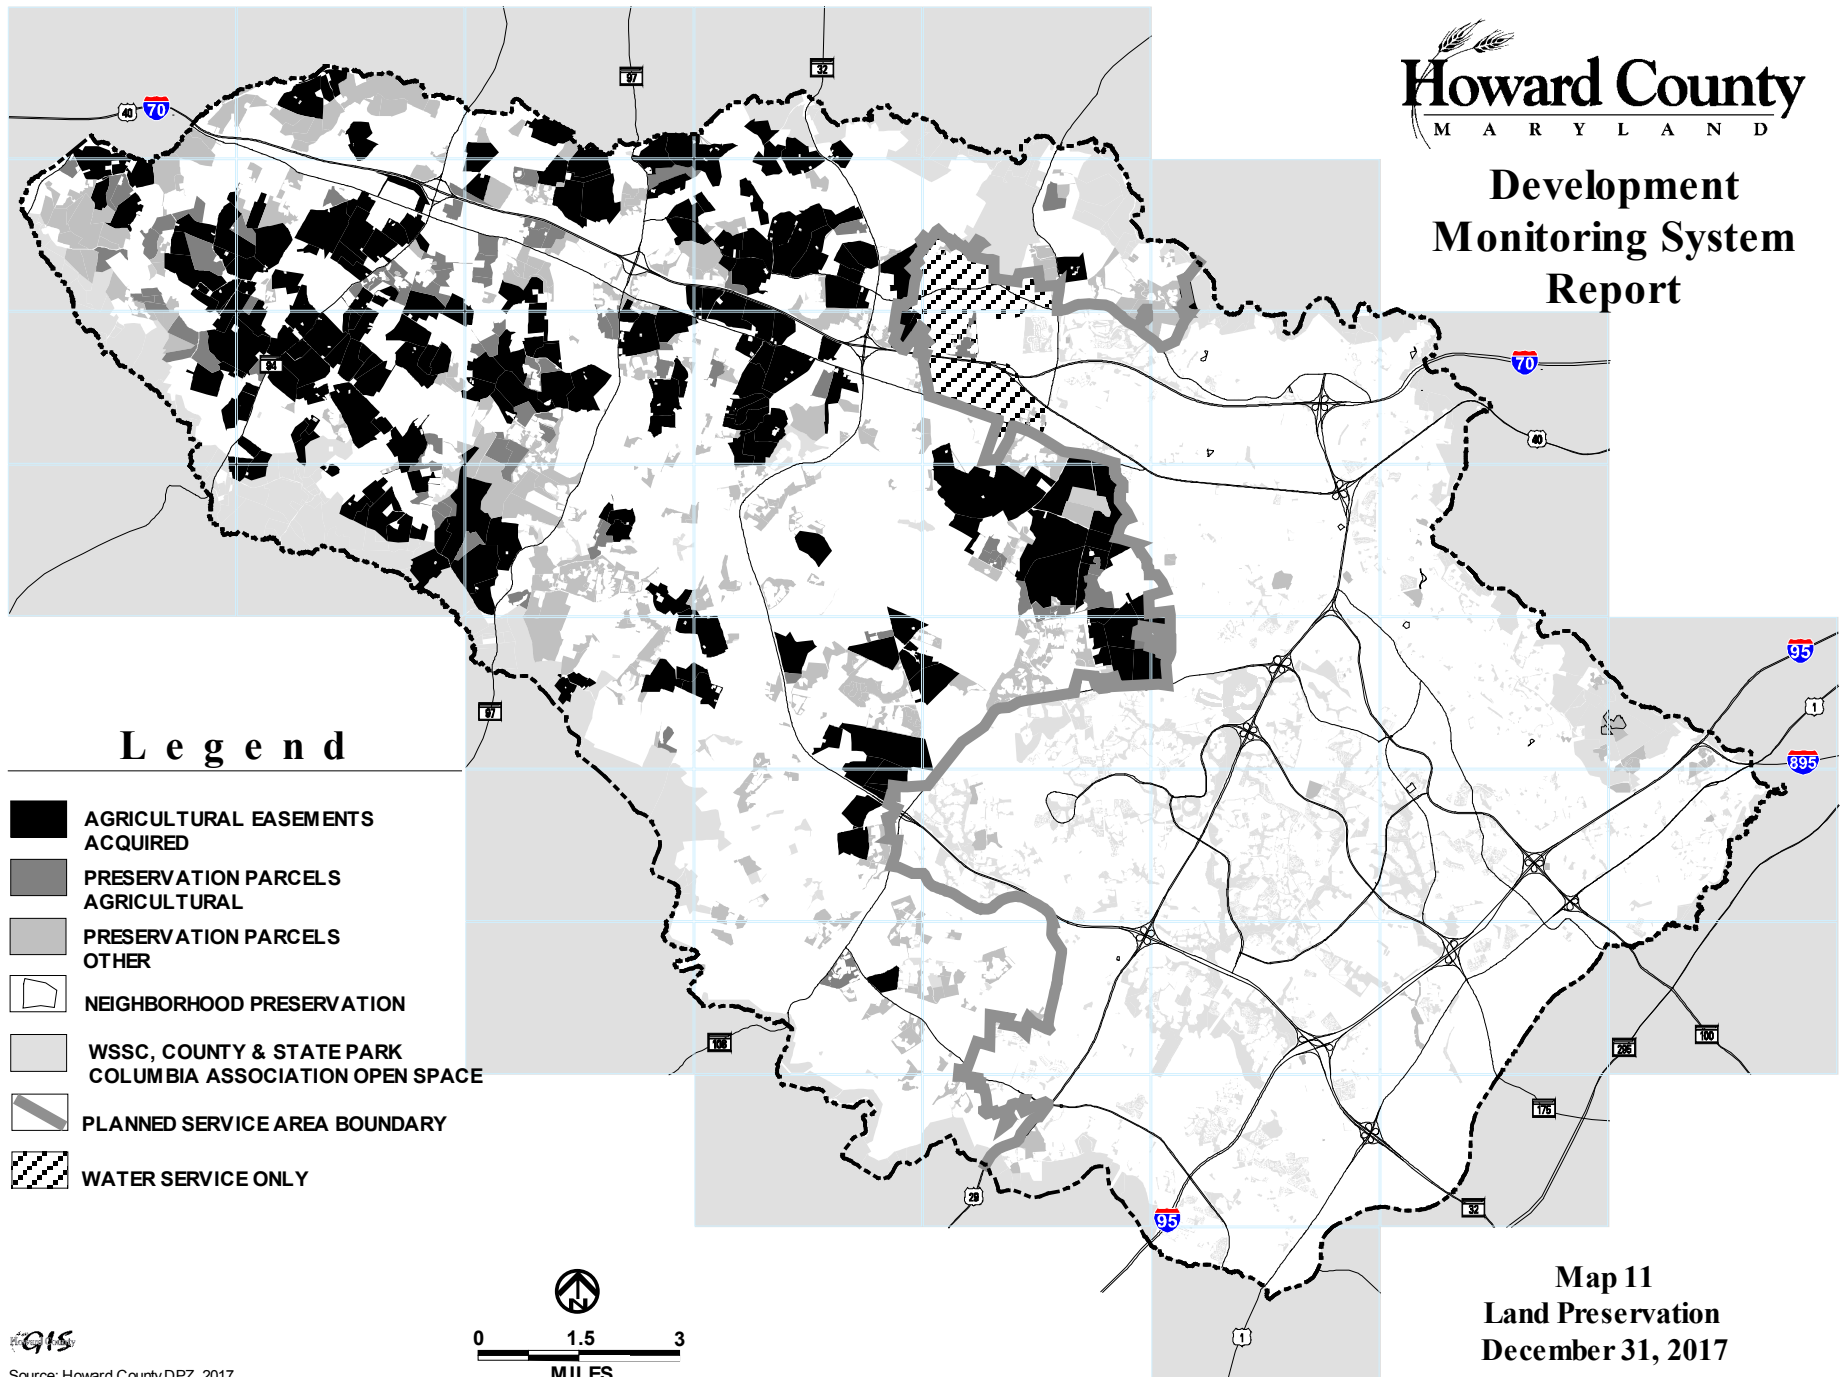 Howard County
MARYLAND
Development
Monitoring System
Report
40
70
97
32
94
70
40
95
1
895
97
108
29
95
1
32
175
295
100
Legend
AGRICULTURAL EASEMENTS
ACQUIRED
PRESERVATION PARCELS
AGRICULTURAL
PRESERVATION PARCELS
OTHER
NEIGHBORHOOD PRESERVATION
WSSC, COUNTY & STATE PARK
COLUMBIA ASSOCIATION OPEN SPACE
PLANNED SERVICE AREA BOUNDARY
WATER SERVICE ONLY
N
0 1.5 3
MILES
Howard County
GIS
Source: Howard County DPZ, 2017
Map 11
Land Preservation
December 31, 2017